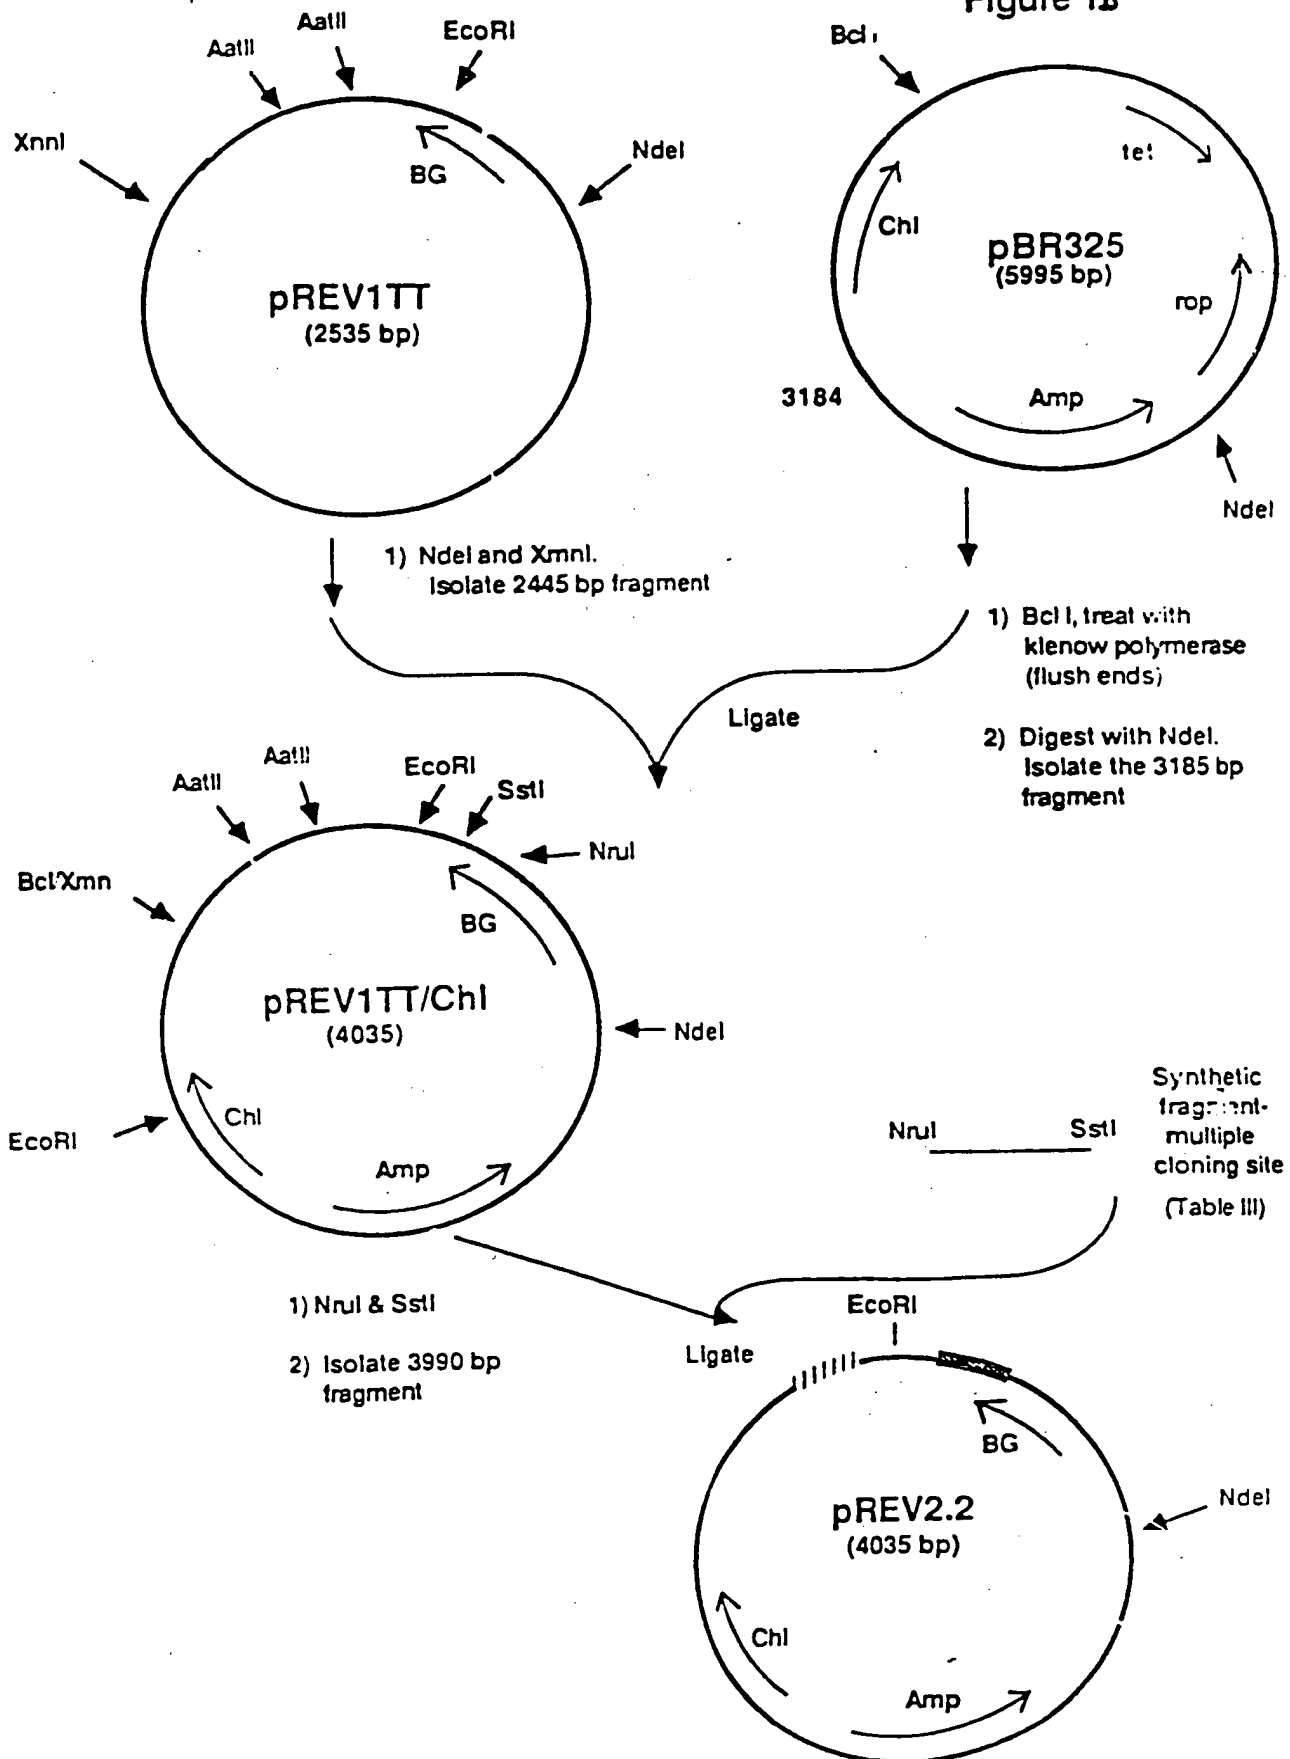 Figure 1B
AatII
AatII
EcoRI
XnnI
NdeI
BG
pREV1TT
(2535 bp)
Bcl I
tet
Chl
pBR325
(5995 bp)
rop
3184
Amp
NdeI
1) NdeI and XmnI.
Isolate 2445 bp fragment
1) Bcl I, treat with
klenow polymerase
(flush ends)
2) Digest with NdeI.
Isolate the 3185 bp
fragment
Ligate
AatII
AatII
EcoRI
SstI
NruI
Bcl/Xmn
BG
pREV1TT/Chl
(4035)
NdeI
EcoRI
Chl
Amp
NruI
SstI
Synthetic
fragment-
multiple
cloning site
(Table III)
1) NruI & SstI
2) Isolate 3990 bp
fragment
Ligate
EcoRI
BG
pREV2.2
(4035 bp)
NdeI
Chl
Amp